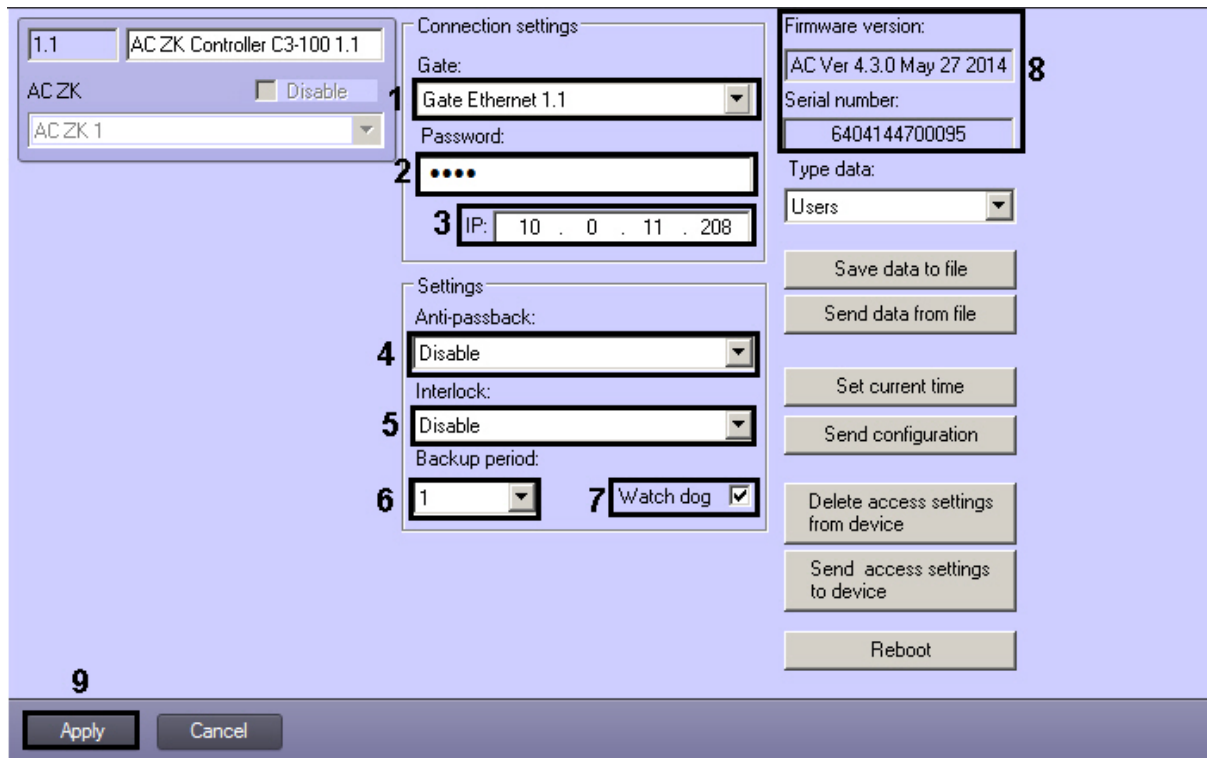 1.1
AC ZK Controller C3-100 1.1
AC ZK
Disable
AC ZK 1
Connection settings
Gate:
1
Gate Ethernet 1.1
Password:
2
••••
3
IP: 10 . 0 . 11 . 208
Settings
Anti-passback:
4
Disable
Interlock:
5
Disable
Backup period:
6
1
7
Watch dog
Firmware version:
AC Ver 4.3.0 May 27 2014
8
Serial number:
6404144700095
Type data:
Users
Save data to file
Send data from file
Set current time
Send configuration
Delete access settings
from device
Send access settings
to device
Reboot
9
Apply
Cancel